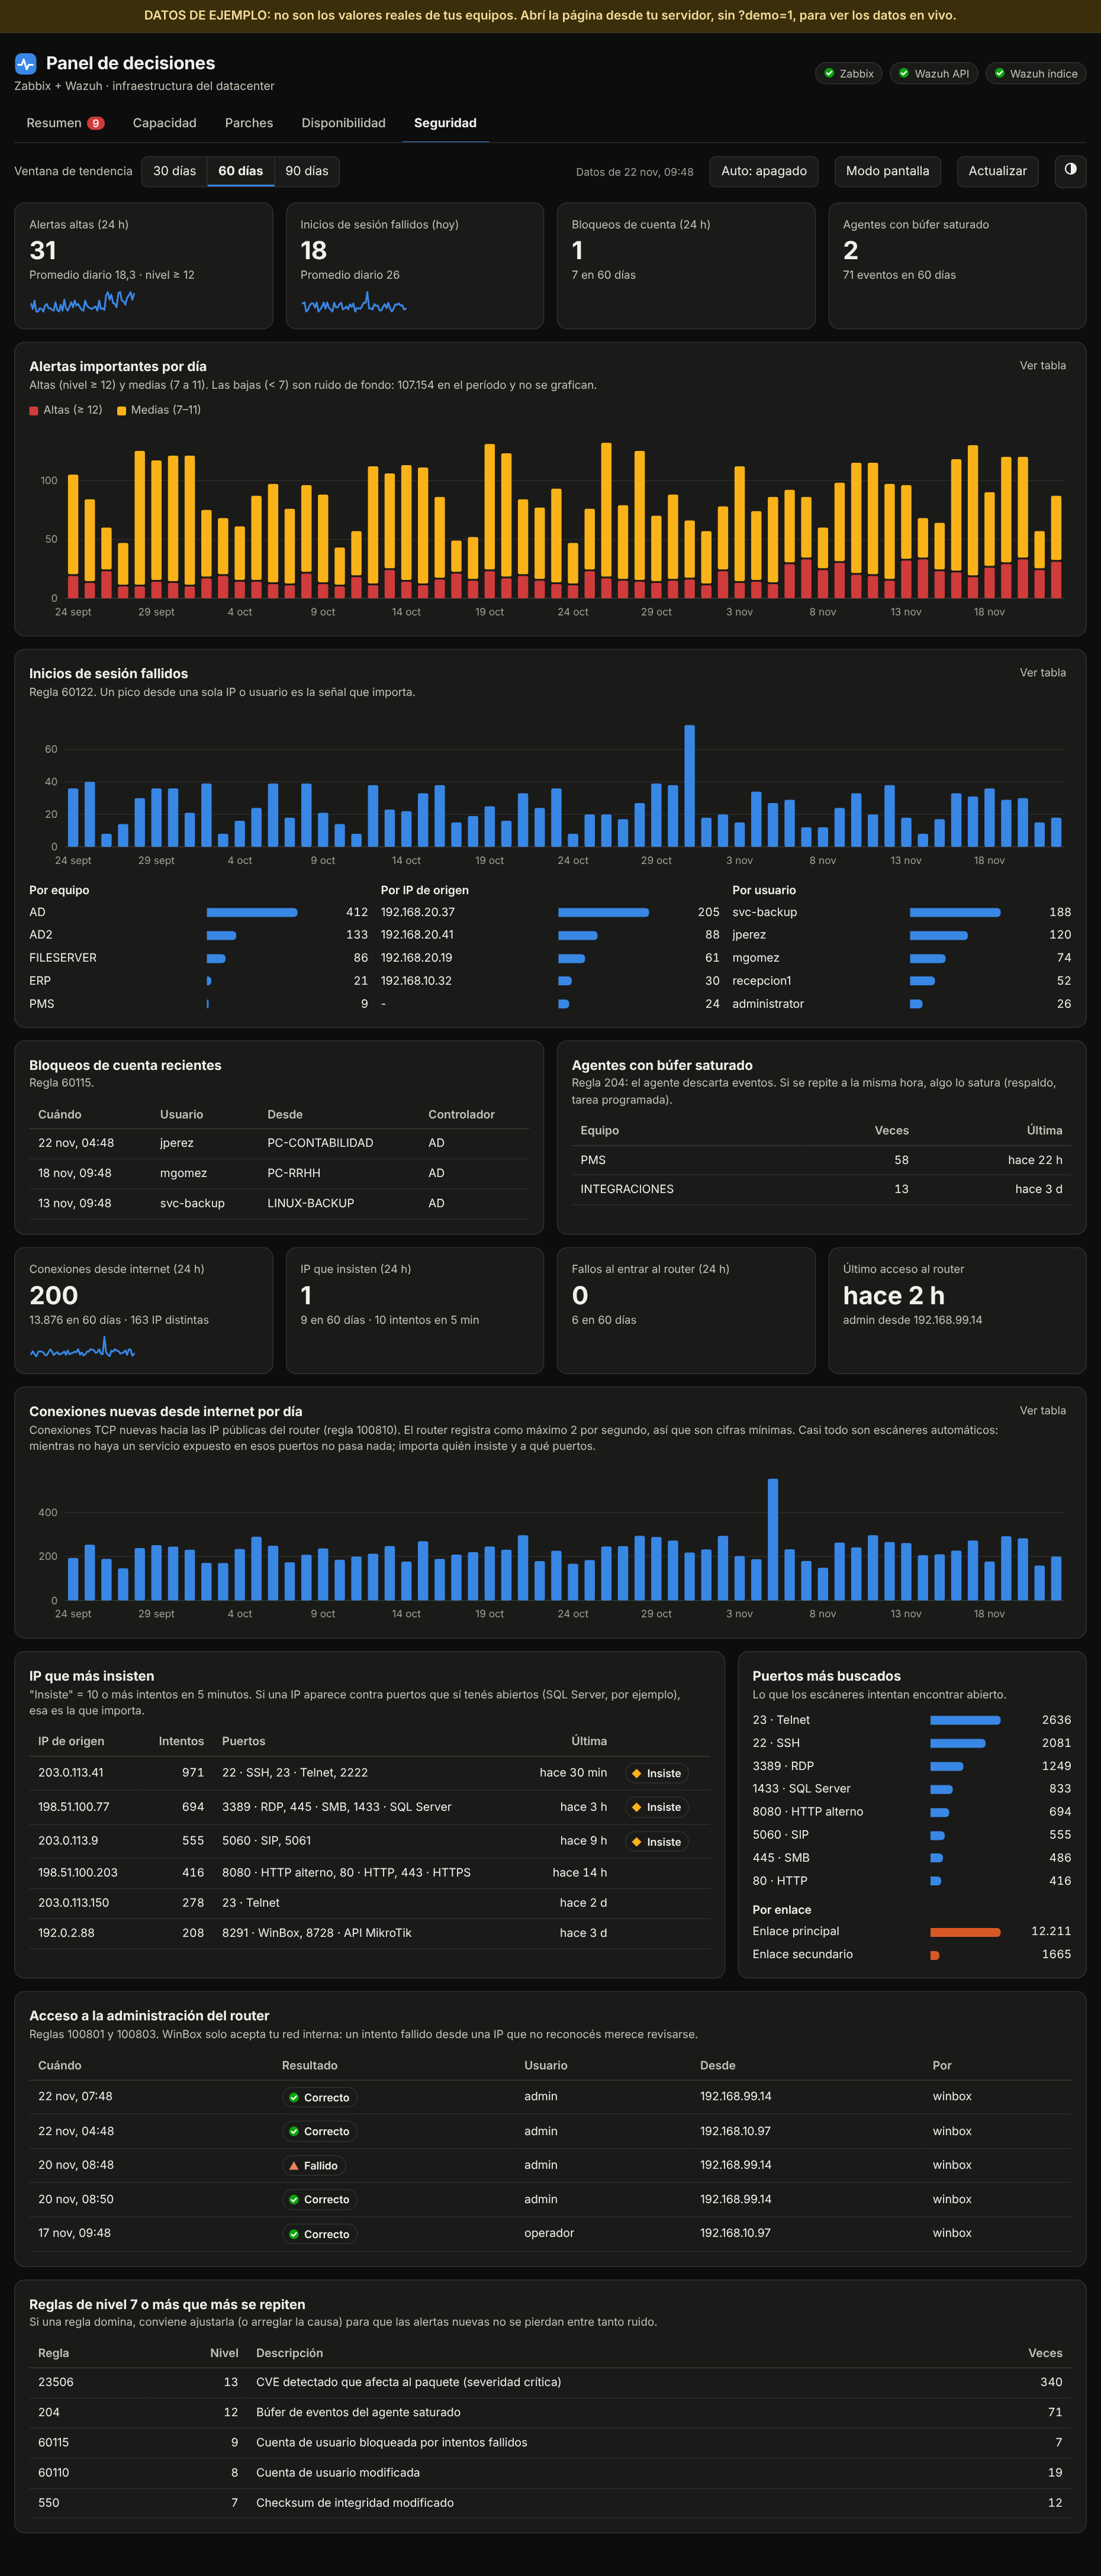 DATOS DE EJEMPLO: no son los valores reales de tus equipos. Abrí la página desde tu servidor, sin ?demo=1, para ver los datos en vivo.
Panel de decisiones
Zabbix + Wazuh · infraestructura del datacenter
Zabbix
Wazuh API
Wazuh índice
Resumen 9
Capacidad
Parches
Disponibilidad
Seguridad
Ventana de tendencia
30 días
60 días
90 días
Datos de 22 nov, 09:48
Auto: apagado
Modo pantalla
Actualizar
Alertas altas (24 h)
31
Promedio diario 18,3 · nivel ≥ 12
Inicios de sesión fallidos (hoy)
18
Promedio diario 26
Bloqueos de cuenta (24 h)
1
7 en 60 días
Agentes con búfer saturado
2
71 eventos en 60 días
Alertas importantes por día
Ver tabla
Altas (nivel ≥ 12) y medias (7 a 11). Las bajas (< 7) son ruido de fondo: 107.154 en el período y no se grafican.
Altas (≥ 12)
Medias (7–11)
100
50
0
24 sept 29 sept 4 oct 9 oct 14 oct 19 oct 24 oct 29 oct 3 nov 8 nov 13 nov 18 nov
Inicios de sesión fallidos
Ver tabla
Regla 60122. Un pico desde una sola IP o usuario es la señal que importa.
60
40
20
0
24 sept 29 sept 4 oct 9 oct 14 oct 19 oct 24 oct 29 oct 3 nov 8 nov 13 nov 18 nov
Por equipo
AD 412
AD2 133
FILESERVER 86
ERP 21
PMS 9
Por IP de origen
192.168.20.37 205
192.168.20.41 88
192.168.20.19 61
192.168.10.32 30
- 24
Por usuario
svc-backup 188
jperez 120
mgomez 74
recepcion1 52
administrator 26
Bloqueos de cuenta recientes
Regla 60115.
Cuándo Usuario Desde Controlador
22 nov, 04:48 jperez PC-CONTABILIDAD AD
18 nov, 09:48 mgomez PC-RRHH AD
13 nov, 09:48 svc-backup LINUX-BACKUP AD
Agentes con búfer saturado
Regla 204: el agente descarta eventos. Si se repite a la misma hora, algo lo satura (respaldo,
tarea programada).
Equipo Veces Última
PMS 58 hace 22 h
INTEGRACIONES 13 hace 3 d
Conexiones desde internet (24 h)
200
13.876 en 60 días · 163 IP distintas
IP que insisten (24 h)
1
9 en 60 días · 10 intentos en 5 min
Fallos al entrar al router (24 h)
0
6 en 60 días
Último acceso al router
hace 2 h
admin desde 192.168.99.14
Conexiones nuevas desde internet por día
Ver tabla
Conexiones TCP nuevas hacia las IP públicas del router (regla 100810). El router registra como máximo 2 por segundo, así que son cifras mínimas. Casi todo son escáneres automáticos:
mientras no haya un servicio expuesto en esos puertos no pasa nada; importa quién insiste y a qué puertos.
400
200
0
24 sept 29 sept 4 oct 9 oct 14 oct 19 oct 24 oct 29 oct 3 nov 8 nov 13 nov 18 nov
IP que más insisten
"Insiste" = 10 o más intentos en 5 minutos. Si una IP aparece contra puertos que sí tenés abiertos (SQL Server, por ejemplo),
esa es la que importa.
IP de origen Intentos Puertos Última
203.0.113.41 971 22 · SSH, 23 · Telnet, 2222 hace 30 min Insiste
198.51.100.77 694 3389 · RDP, 445 · SMB, 1433 · SQL Server hace 3 h Insiste
203.0.113.9 555 5060 · SIP, 5061 hace 9 h Insiste
198.51.100.203 416 8080 · HTTP alterno, 80 · HTTP, 443 · HTTPS hace 14 h
203.0.113.150 278 23 · Telnet hace 2 d
192.0.2.88 208 8291 · WinBox, 8728 · API MikroTik hace 3 d
Puertos más buscados
Lo que los escáneres intentan encontrar abierto.
23 · Telnet 2636
22 · SSH 2081
3389 · RDP 1249
1433 · SQL Server 833
8080 · HTTP alterno 694
5060 · SIP 555
445 · SMB 486
80 · HTTP 416
Por enlace
Enlace principal 12.211
Enlace secundario 1665
Acceso a la administración del router
Reglas 100801 y 100803. WinBox solo acepta tu red interna: un intento fallido desde una IP que no reconocés merece revisarse.
Cuándo Resultado Usuario Desde Por
22 nov, 07:48 Correcto admin 192.168.99.14 winbox
22 nov, 04:48 Correcto admin 192.168.10.97 winbox
20 nov, 08:48 Fallido admin 192.168.99.14 winbox
20 nov, 08:50 Correcto admin 192.168.99.14 winbox
17 nov, 09:48 Correcto operador 192.168.10.97 winbox
Reglas de nivel 7 o más que más se repiten
Si una regla domina, conviene ajustarla (o arreglar la causa) para que las alertas nuevas no se pierdan entre tanto ruido.
Regla Nivel Descripción Veces
23506 13 CVE detectado que afecta al paquete (severidad crítica) 340
204 12 Búfer de eventos del agente saturado 71
60115 9 Cuenta de usuario bloqueada por intentos fallidos 7
60110 8 Cuenta de usuario modificada 19
550 7 Checksum de integridad modificado 12